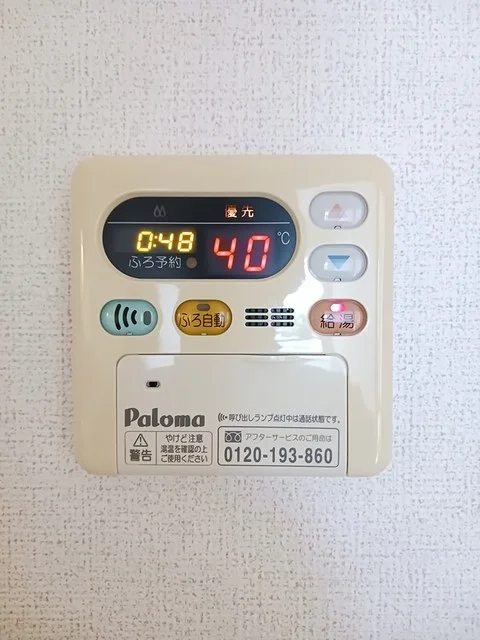 優先
0:48
40
℃
ふろ予約
ふろ自動
給湯
Paloma
呼び出しランプ点灯中は通話状態です。
警告
やけど注意
湯温を確認の上
ご使用ください
アフターサービスのご用命は
0120-193-860